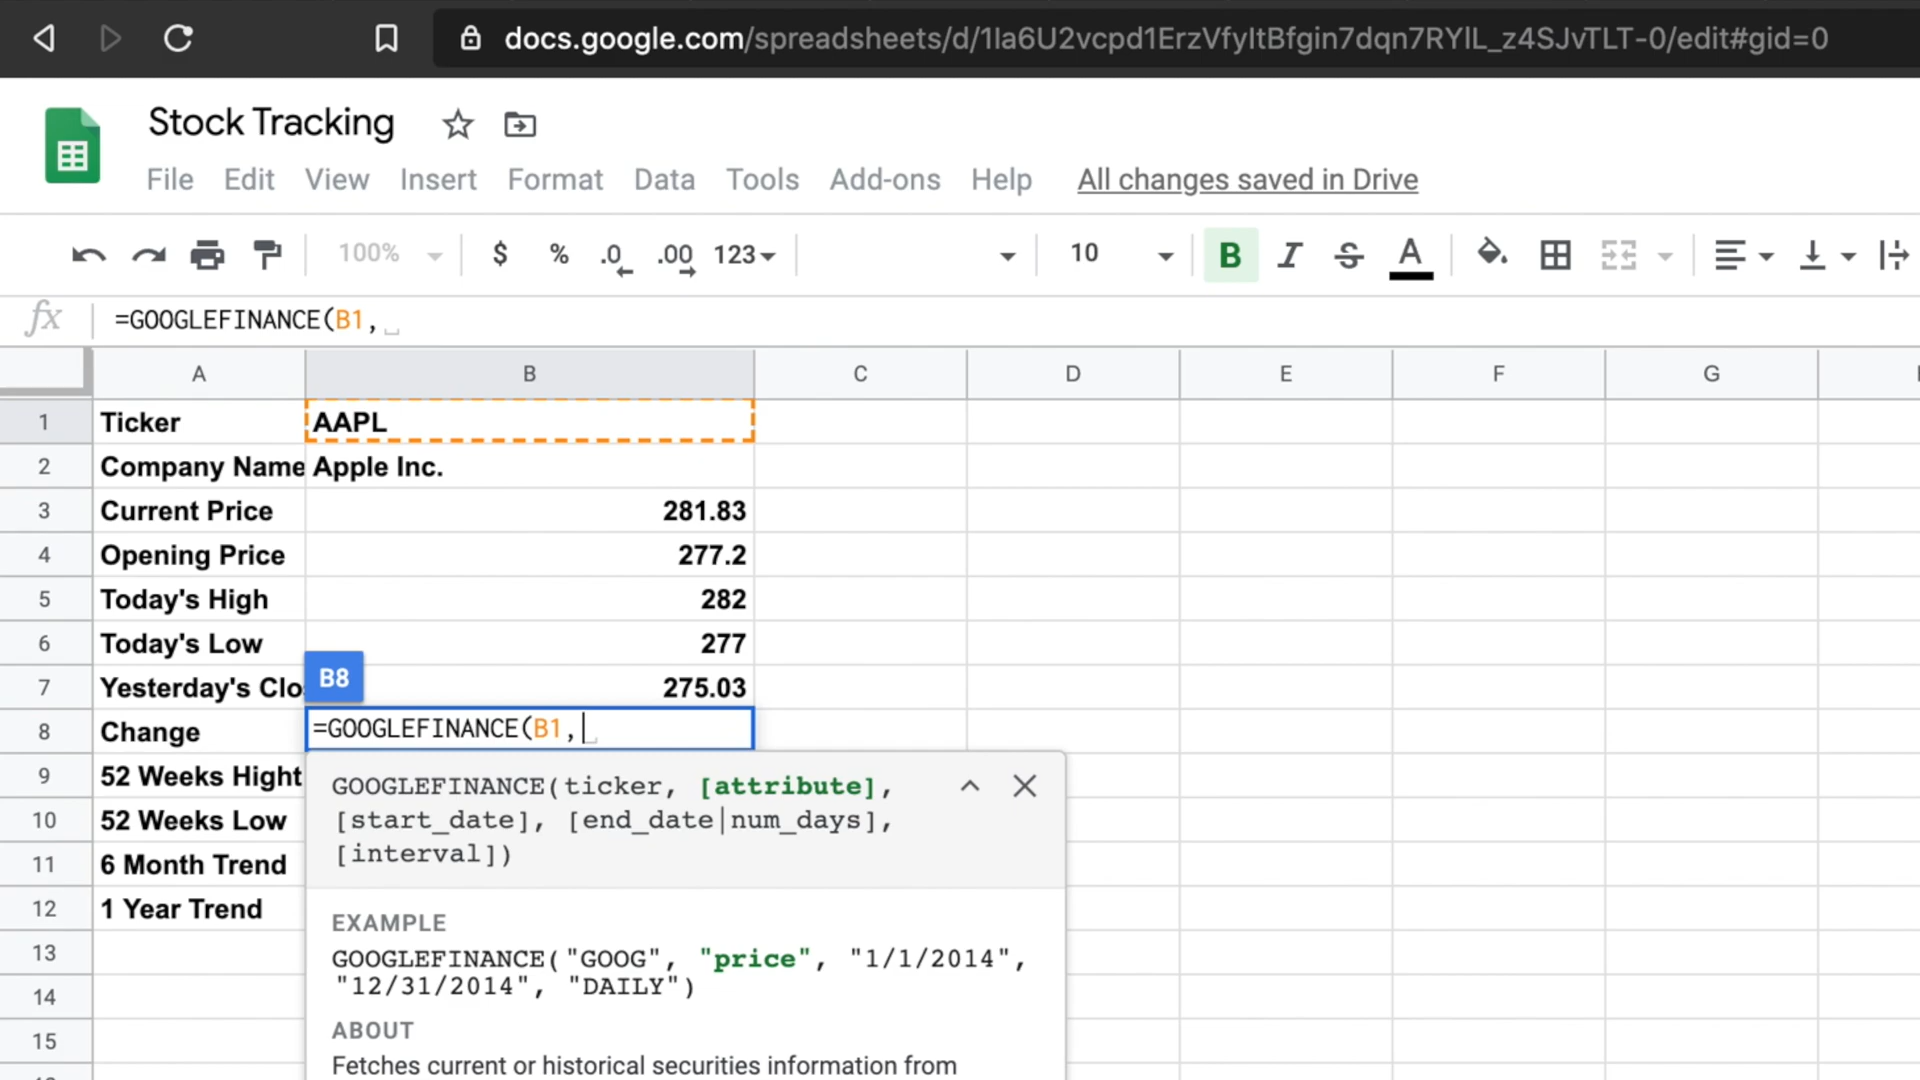 docs.google.com/spreadsheets/d/1Ia6U2vcpd1ErzVfyItBfgin7dqn7RYlL_z4SJvTLT-0/edit#gid=0
Stock Tracking
File Edit View Insert Format Data Tools Add-ons Help All changes saved in Drive
100% $ % .0 .00 123 10 B I S A
fx =GOOGLEFINANCE(B1,
A B C D E F G
1 Ticker AAPL
2 Company Name Apple Inc.
3 Current Price 281.83
4 Opening Price 277.2
5 Today's High 282
6 Today's Low 277
B8
7 Yesterday's Clo 275.03
8 Change =GOOGLEFINANCE(B1,
9 52 Weeks Hight
GOOGLEFINANCE(ticker, [attribute],
10 52 Weeks Low
[start_date], [end_date|num_days],
11 6 Month Trend
[interval])
12 1 Year Trend
EXAMPLE
13
GOOGLEFINANCE("GOOG", "price", "1/1/2014",
14
"12/31/2014", "DAILY")
15
ABOUT
Fetches current or historical securities information from